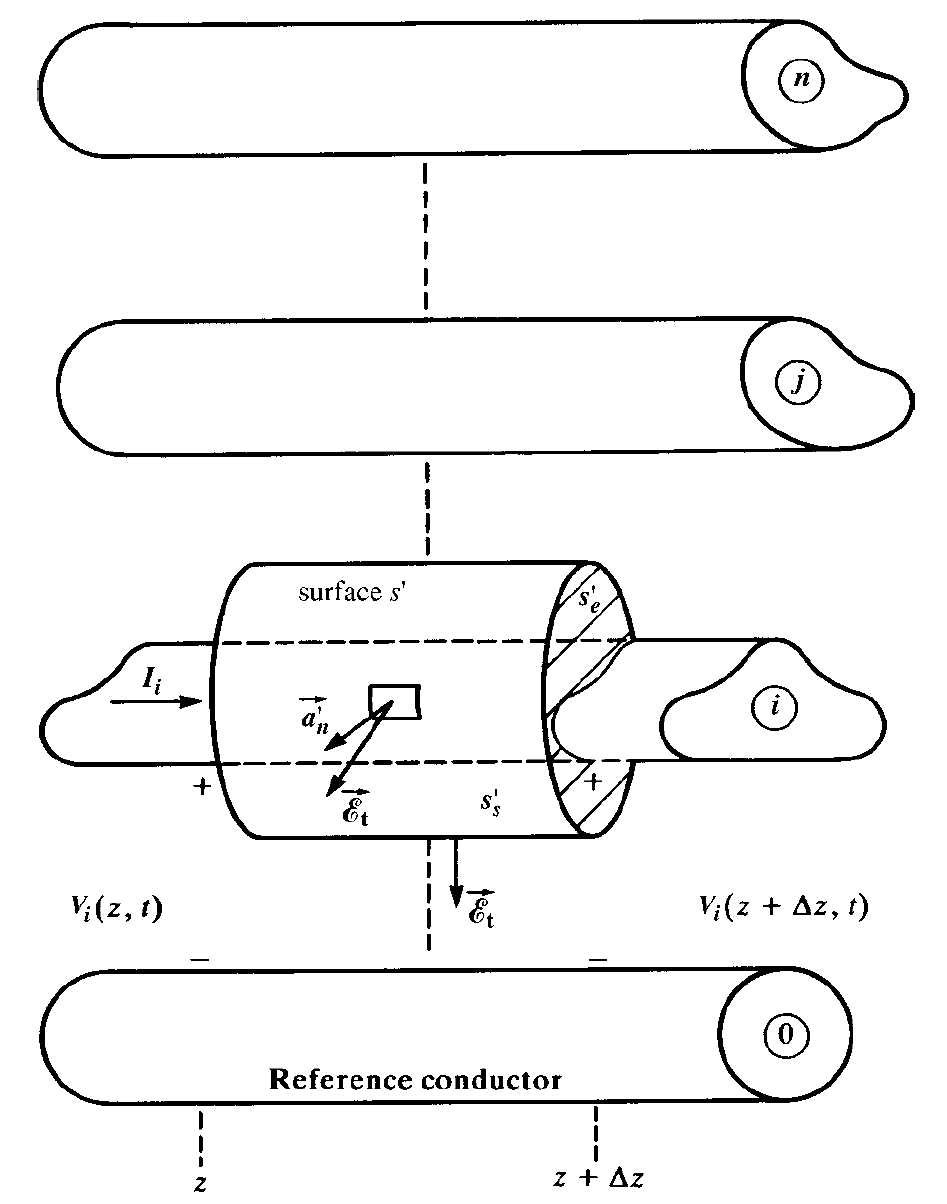 n
j
surface s'
s'e
Ii
i
a'n
+
+
ℰt
s's
Vi(z, t)
ℰt
Vi(z + Δz, t)
−
−
0
Reference conductor
z
z + Δz